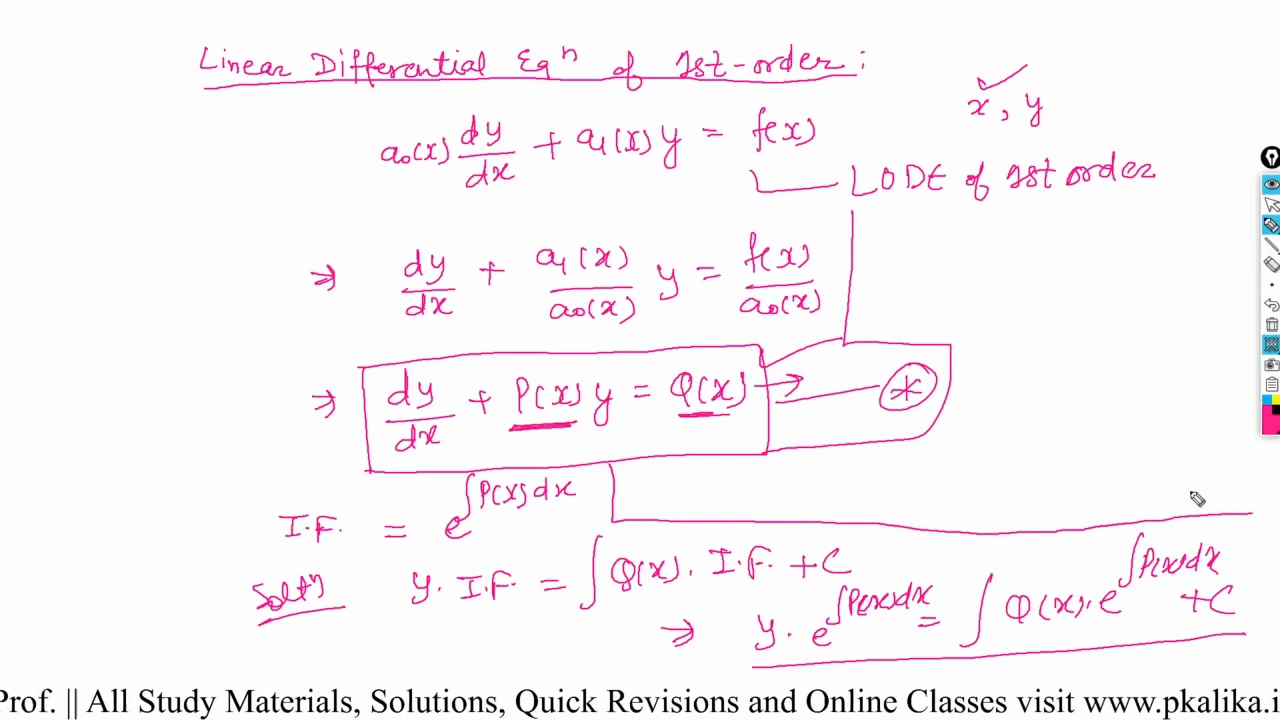 Linear Differential Eqⁿ of 1st-order :
x, y
a₀(x) dy/dx + a₁(x) y = f(x)
LODE of 1st order
⇒ dy/dx + a₁(x)/a₀(x) y = f(x)/a₀(x)
⇒ dy/dx + P(x) y = Q(x) → *
I.F. = e^∫P(x)dx
Soltⁿ y. I.F. = ∫ Q(x). I.F. + C
⇒ y. e^∫P(x)dx = ∫ Q(x). e^∫P(x)dx + C
Prof. || All Study Materials, Solutions, Quick Revisions and Online Classes visit www.pkalika.i